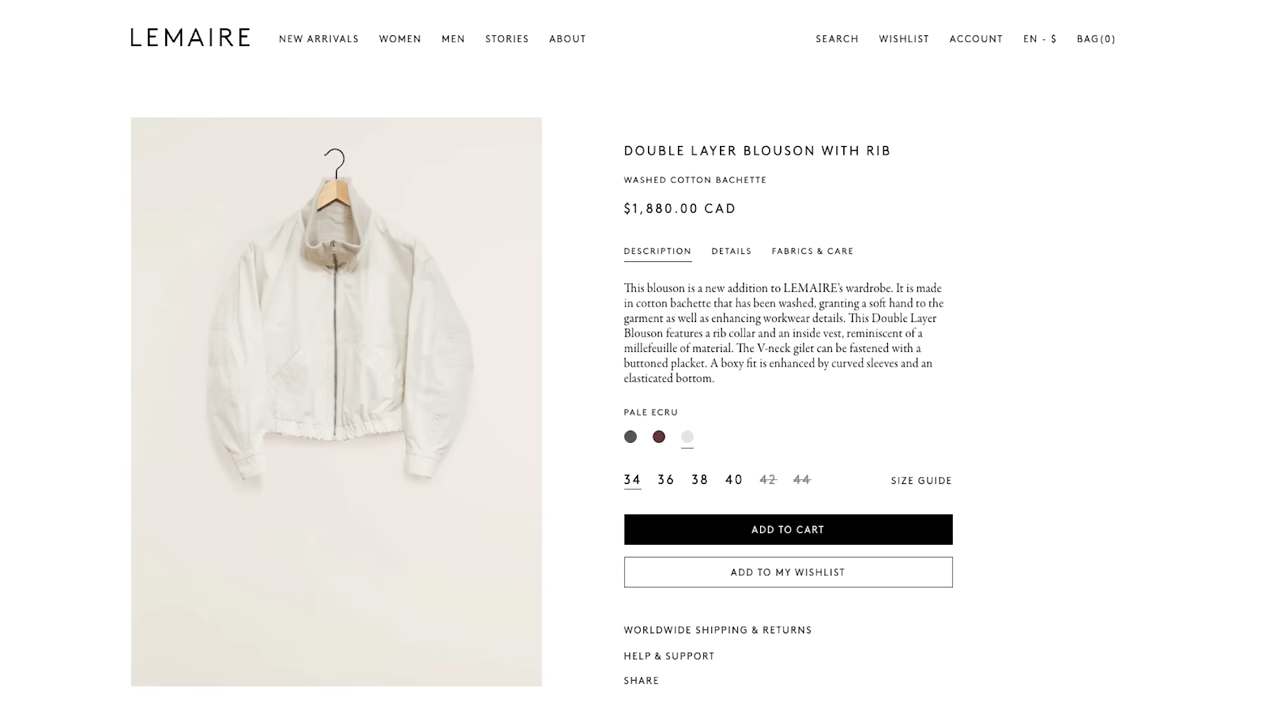 LEMAIRE
NEW ARRIVALS WOMEN MEN STORIES ABOUT
SEARCH WISHLIST ACCOUNT EN - $ BAG(0)
DOUBLE LAYER BLOUSON WITH RIB
WASHED COTTON BACHETTE
$1,880.00 CAD
DESCRIPTION DETAILS FABRICS & CARE
This blouson is a new addition to LEMAIRE's wardrobe. It is made
in cotton bachette that has been washed, granting a soft hand to the
garment as well as enhancing workwear details. This Double Layer
Blouson features a rib collar and an inside vest, reminiscent of a
millefeuille of material. The V-neck gilet can be fastened with a
buttoned placket. A boxy fit is enhanced by curved sleeves and an
elasticated bottom.
PALE ECRU
34 36 38 40 42 44 SIZE GUIDE
ADD TO CART
ADD TO MY WISHLIST
WORLDWIDE SHIPPING & RETURNS
HELP & SUPPORT
SHARE